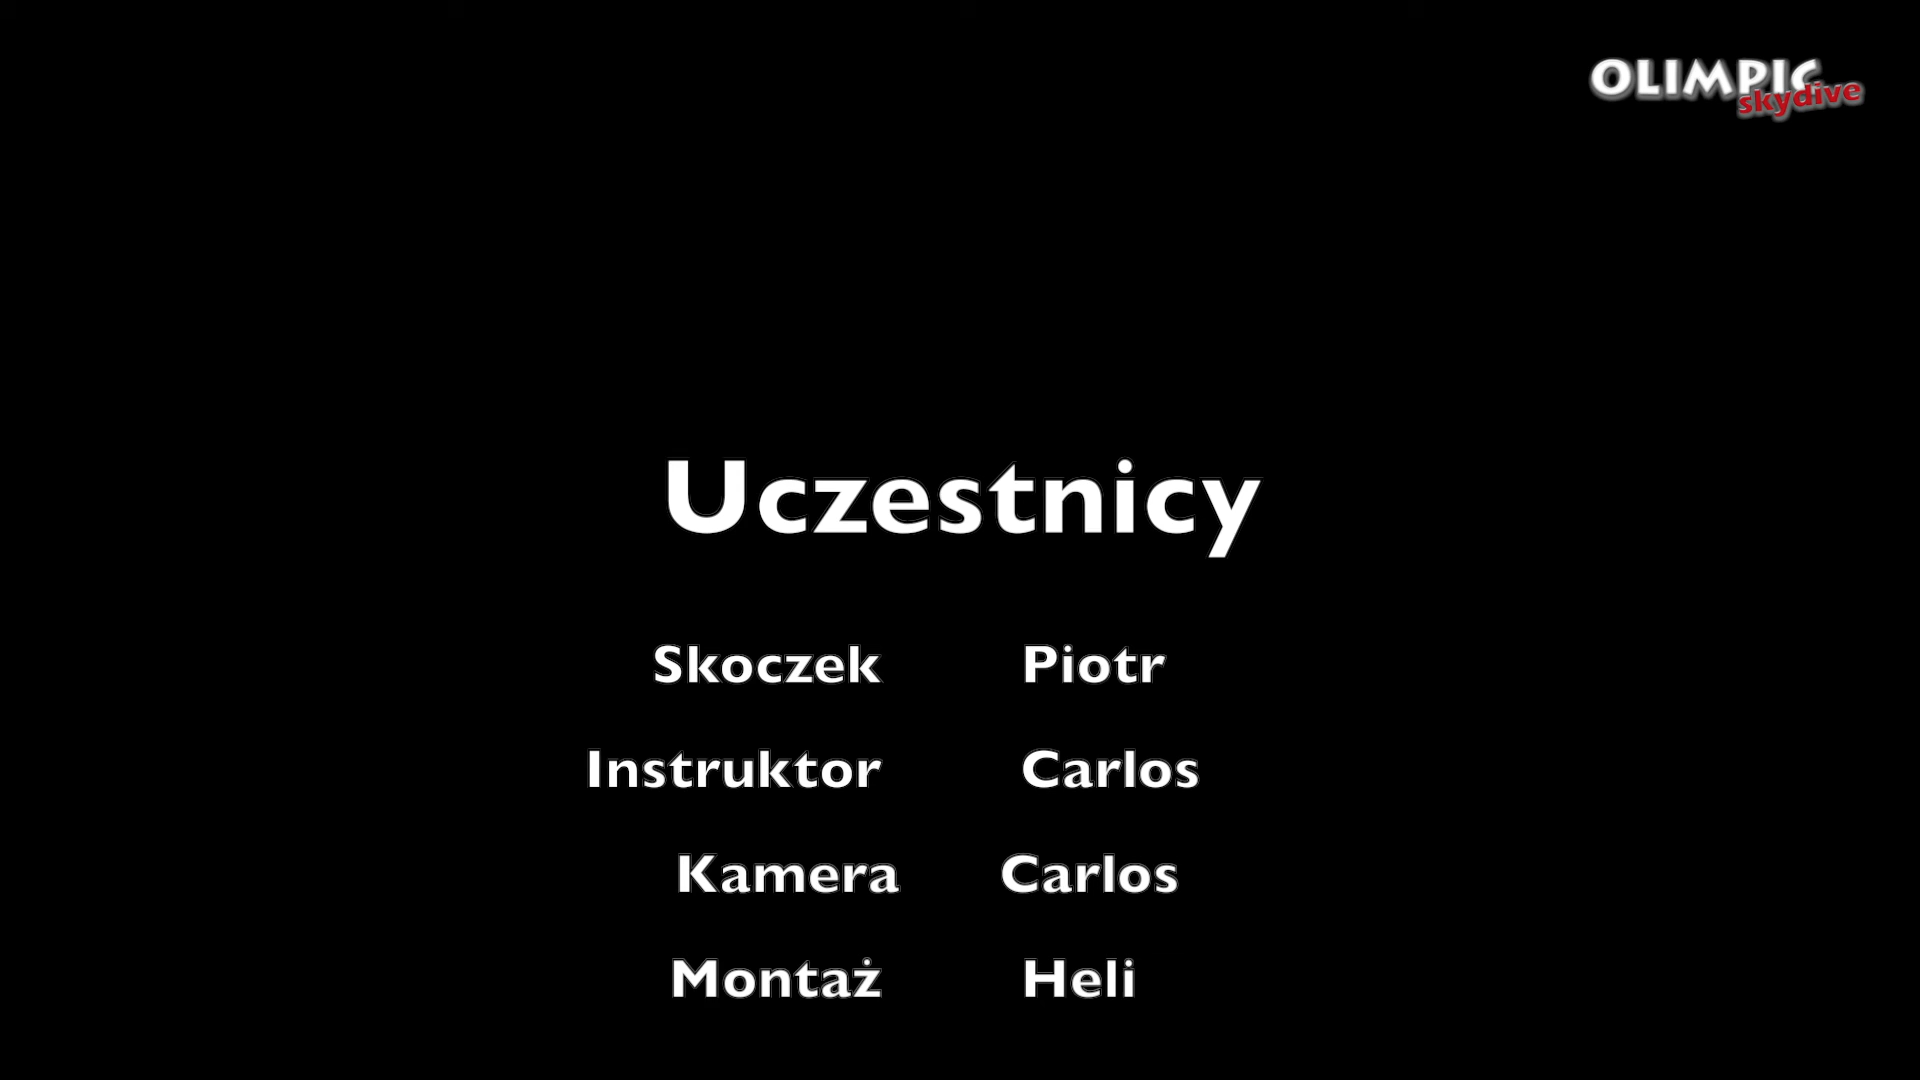 OLIMPIC
skydive
Uczestnicy
Skoczek Piotr
Instruktor Carlos
Kamera Carlos
Montaż Heli